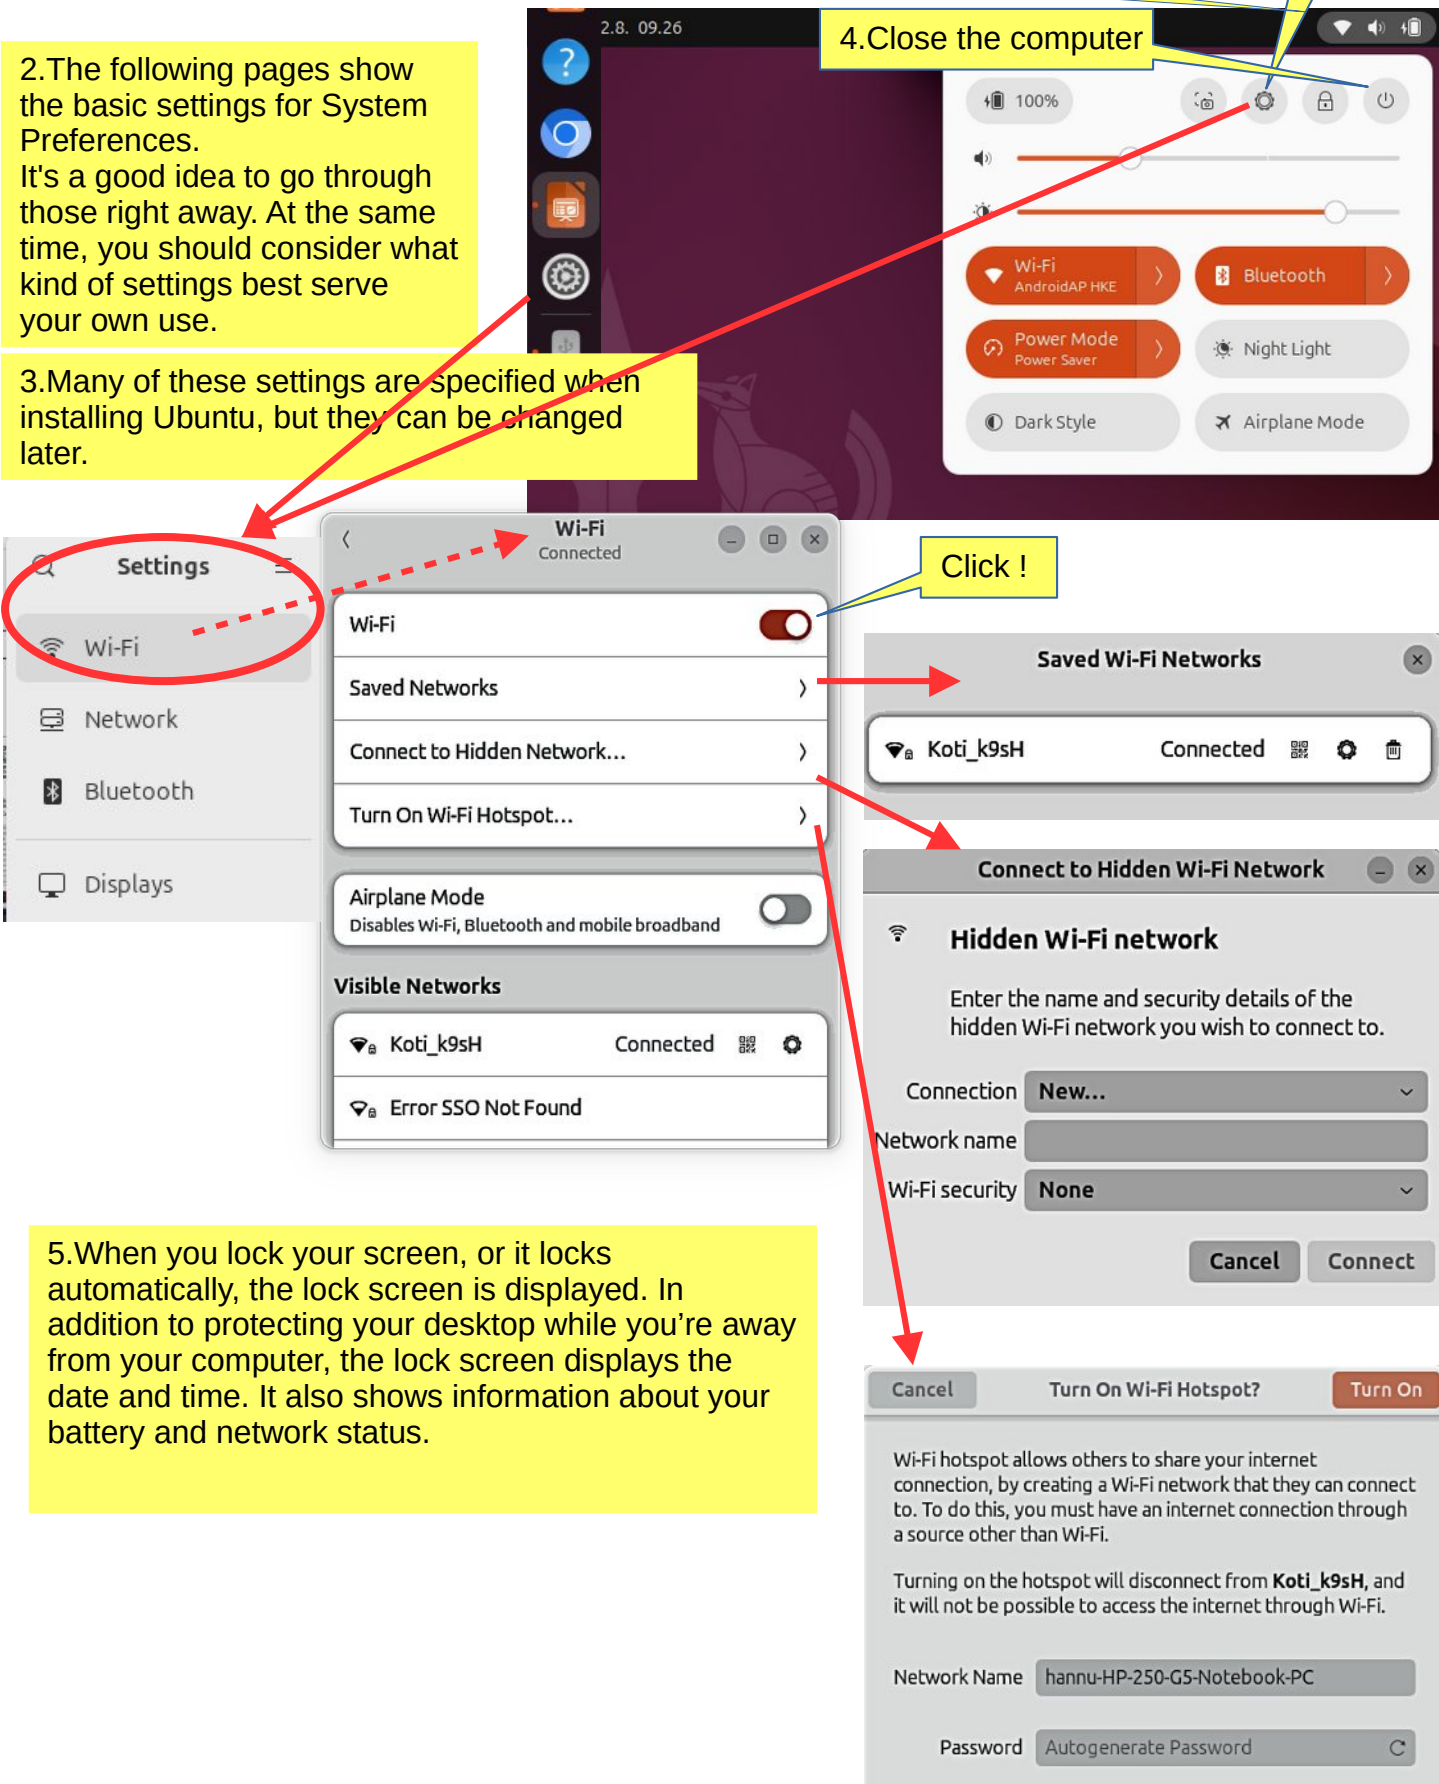 2.8. 09.26
4.Close the computer
2.The following pages show
the basic settings for System
Preferences.
It's a good idea to go through
those right away. At the same
time, you should consider what
kind of settings best serve
your own use.
3.Many of these settings are specified when
installing Ubuntu, but they can be changed
later.
100%
Wi-Fi
AndroidAP HKE
Bluetooth
Power Mode
Power Saver
Night Light
Dark Style
Airplane Mode
Settings
Wi-Fi
Network
Bluetooth
Displays
Wi-Fi
Connected
Click !
Wi-Fi
Saved Networks
Connect to Hidden Network...
Turn On Wi-Fi Hotspot...
Airplane Mode
Disables Wi-Fi, Bluetooth and mobile broadband
Visible Networks
Koti_k9sH Connected
Error SSO Not Found
Saved Wi-Fi Networks
Koti_k9sH Connected
Connect to Hidden Wi-Fi Network
Hidden Wi-Fi network
Enter the name and security details of the
hidden Wi-Fi network you wish to connect to.
Connection New...
Network name
Wi-Fi security None
Cancel Connect
5.When you lock your screen, or it locks
automatically, the lock screen is displayed. In
addition to protecting your desktop while you’re away
from your computer, the lock screen displays the
date and time. It also shows information about your
battery and network status.
Cancel Turn On Wi-Fi Hotspot? Turn On
Wi-Fi hotspot allows others to share your internet
connection, by creating a Wi-Fi network that they can connect
to. To do this, you must have an internet connection through
a source other than Wi-Fi.
Turning on the hotspot will disconnect from Koti_k9sH, and
it will not be possible to access the internet through Wi-Fi.
Network Name hannu-HP-250-G5-Notebook-PC
Password Autogenerate Password